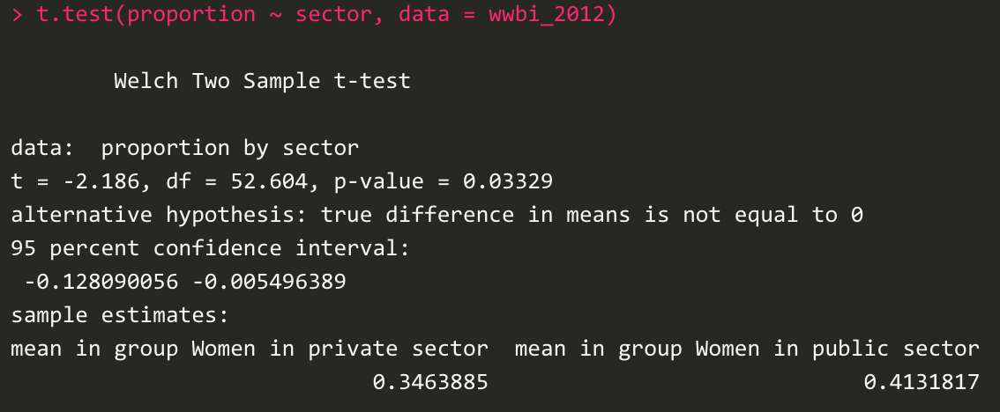 > t.test(proportion ~ sector, data = wwbi_2012)
Welch Two Sample t-test
data:  proportion by sector
t = -2.186, df = 52.604, p-value = 0.03329
alternative hypothesis: true difference in means is not equal to 0
95 percent confidence interval:
 -0.128090056 -0.005496389
sample estimates:
mean in group Women in private sector  mean in group Women in public sector
0.3463885                             0.4131817